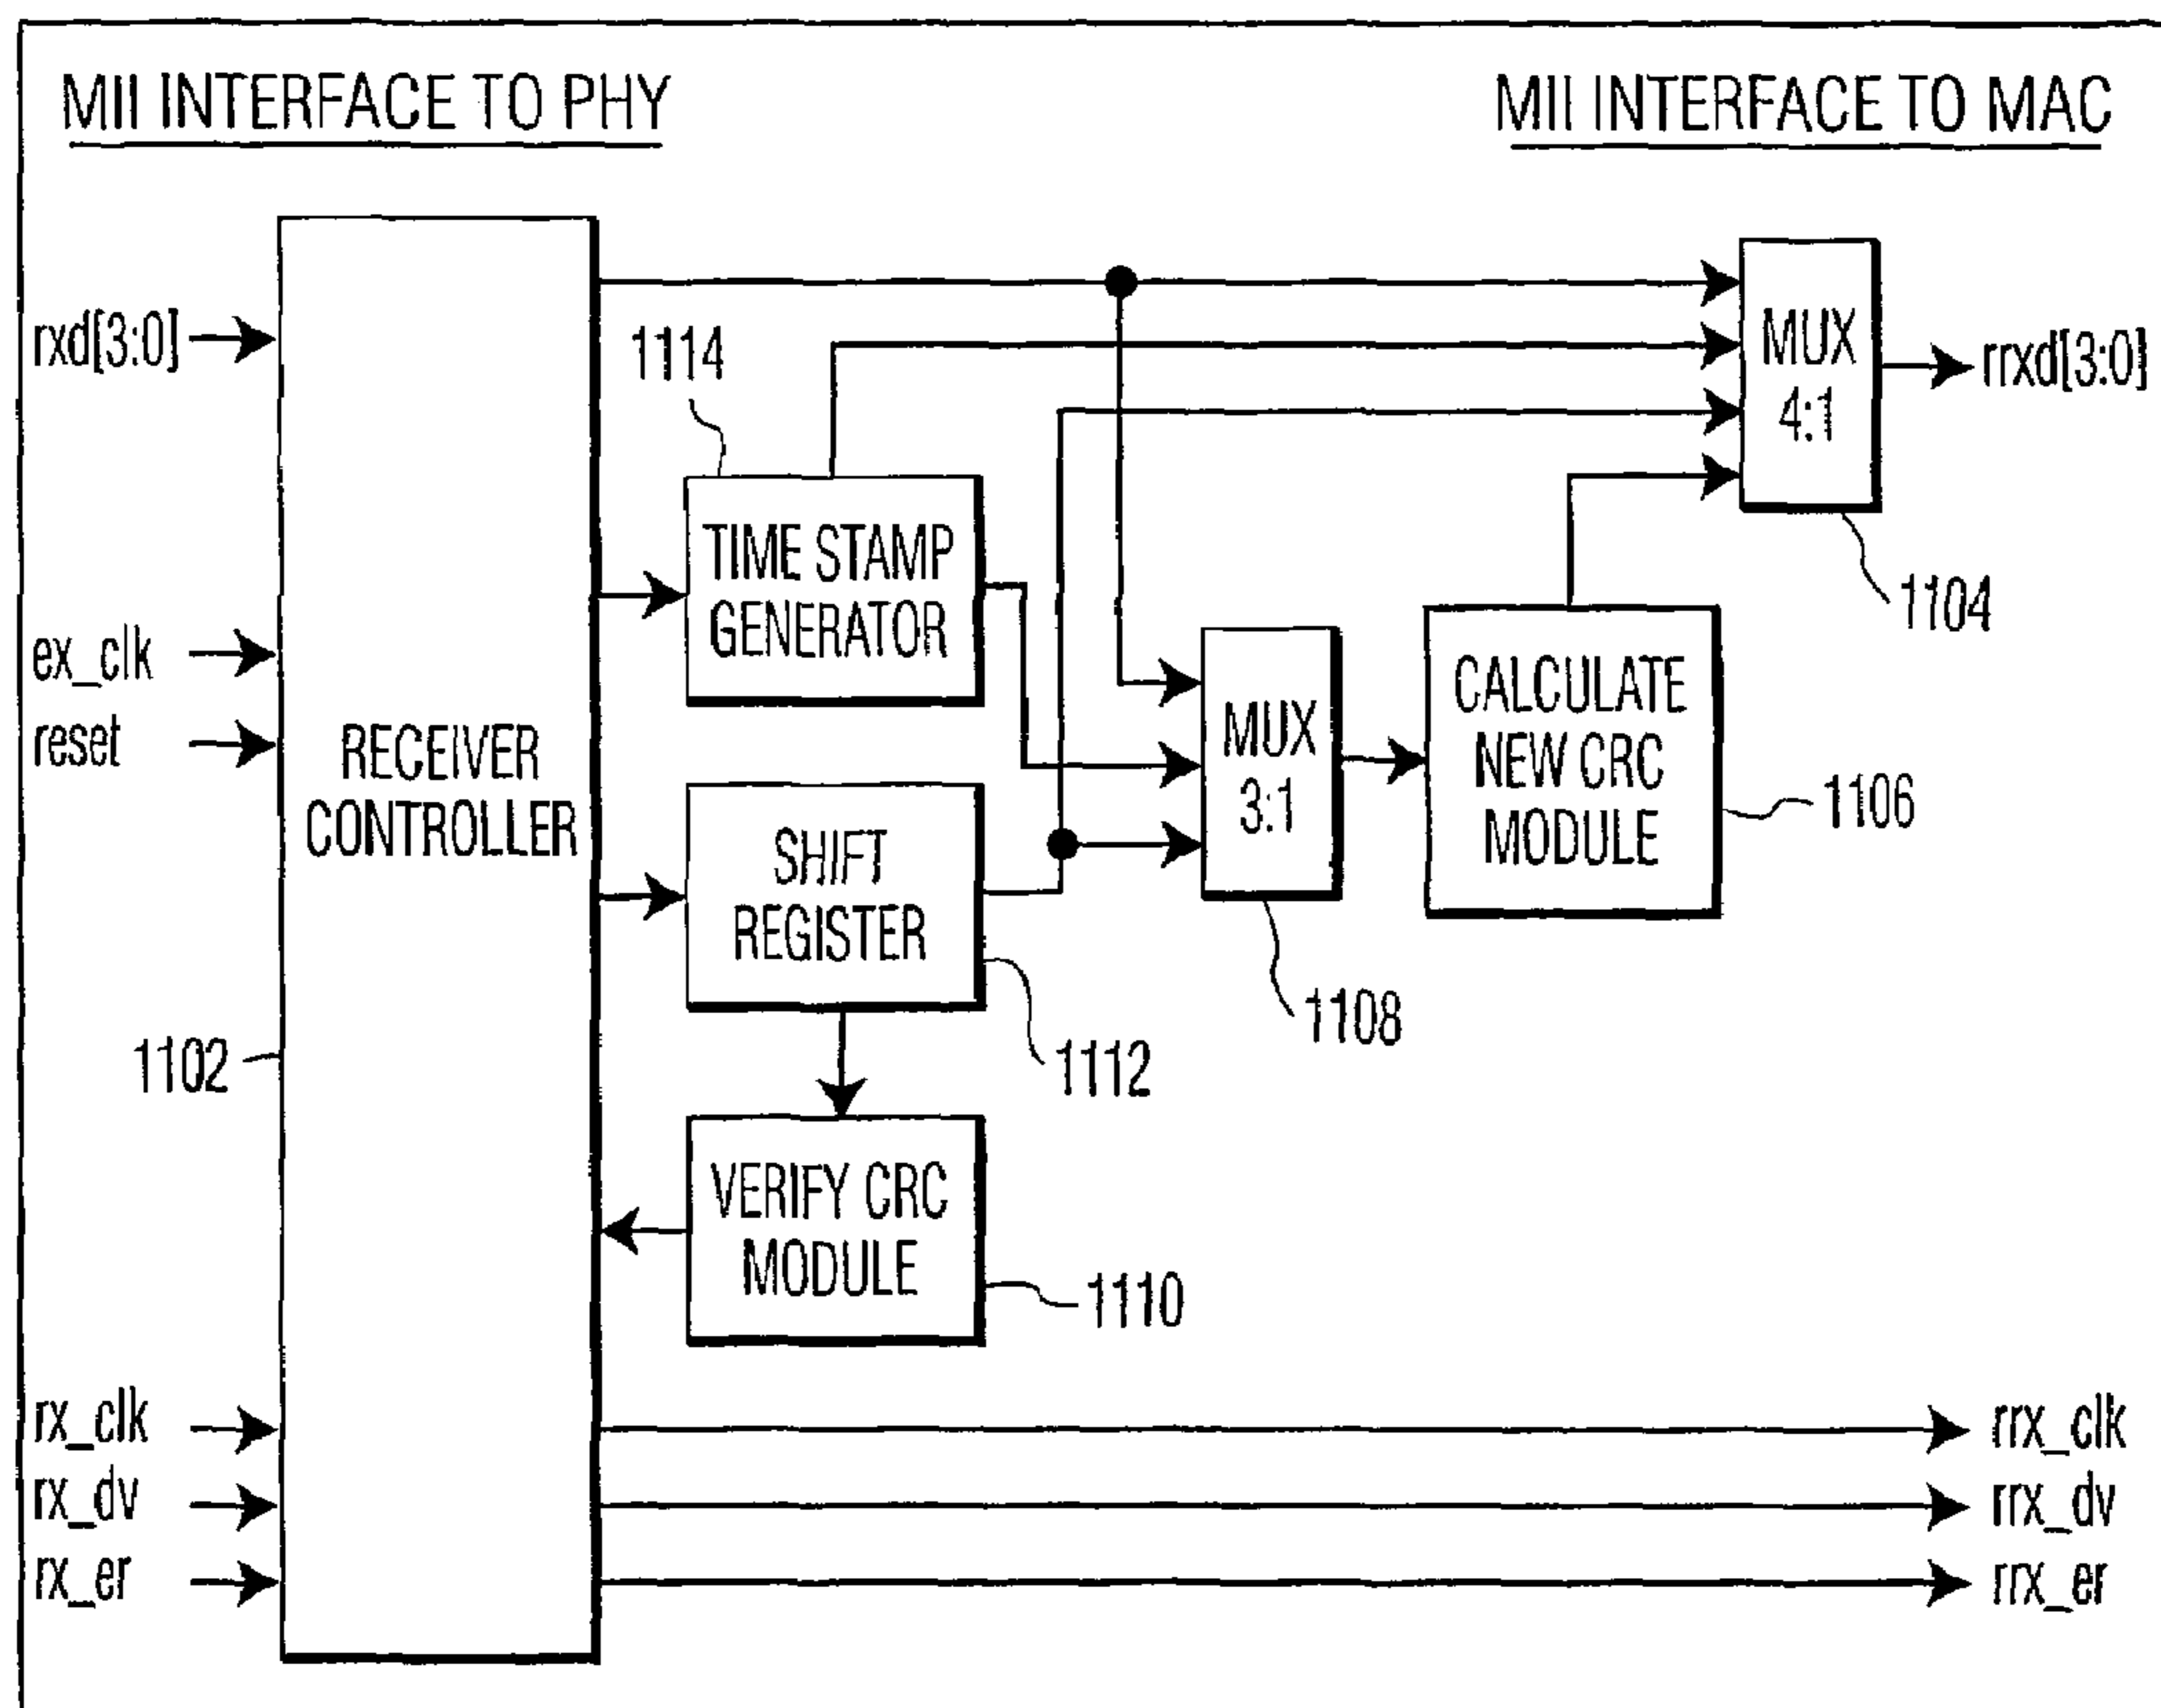 MII INTERFACE TO PHY
MII INTERFACE TO MAC
rxd[3:0]
ex_clk
reset
RECEIVER
CONTROLLER
1102
rx_clk
rx_dv
rx_er
1114
TIME STAMP
GENERATOR
SHIFT
REGISTER
1112
VERIFY CRC
MODULE
1110
MUX
3:1
1108
CALCULATE
NEW CRC
MODULE
1106
MUX
4:1
1104
rrxd[3:0]
rrx_clk
rrx_dv
rrx_er